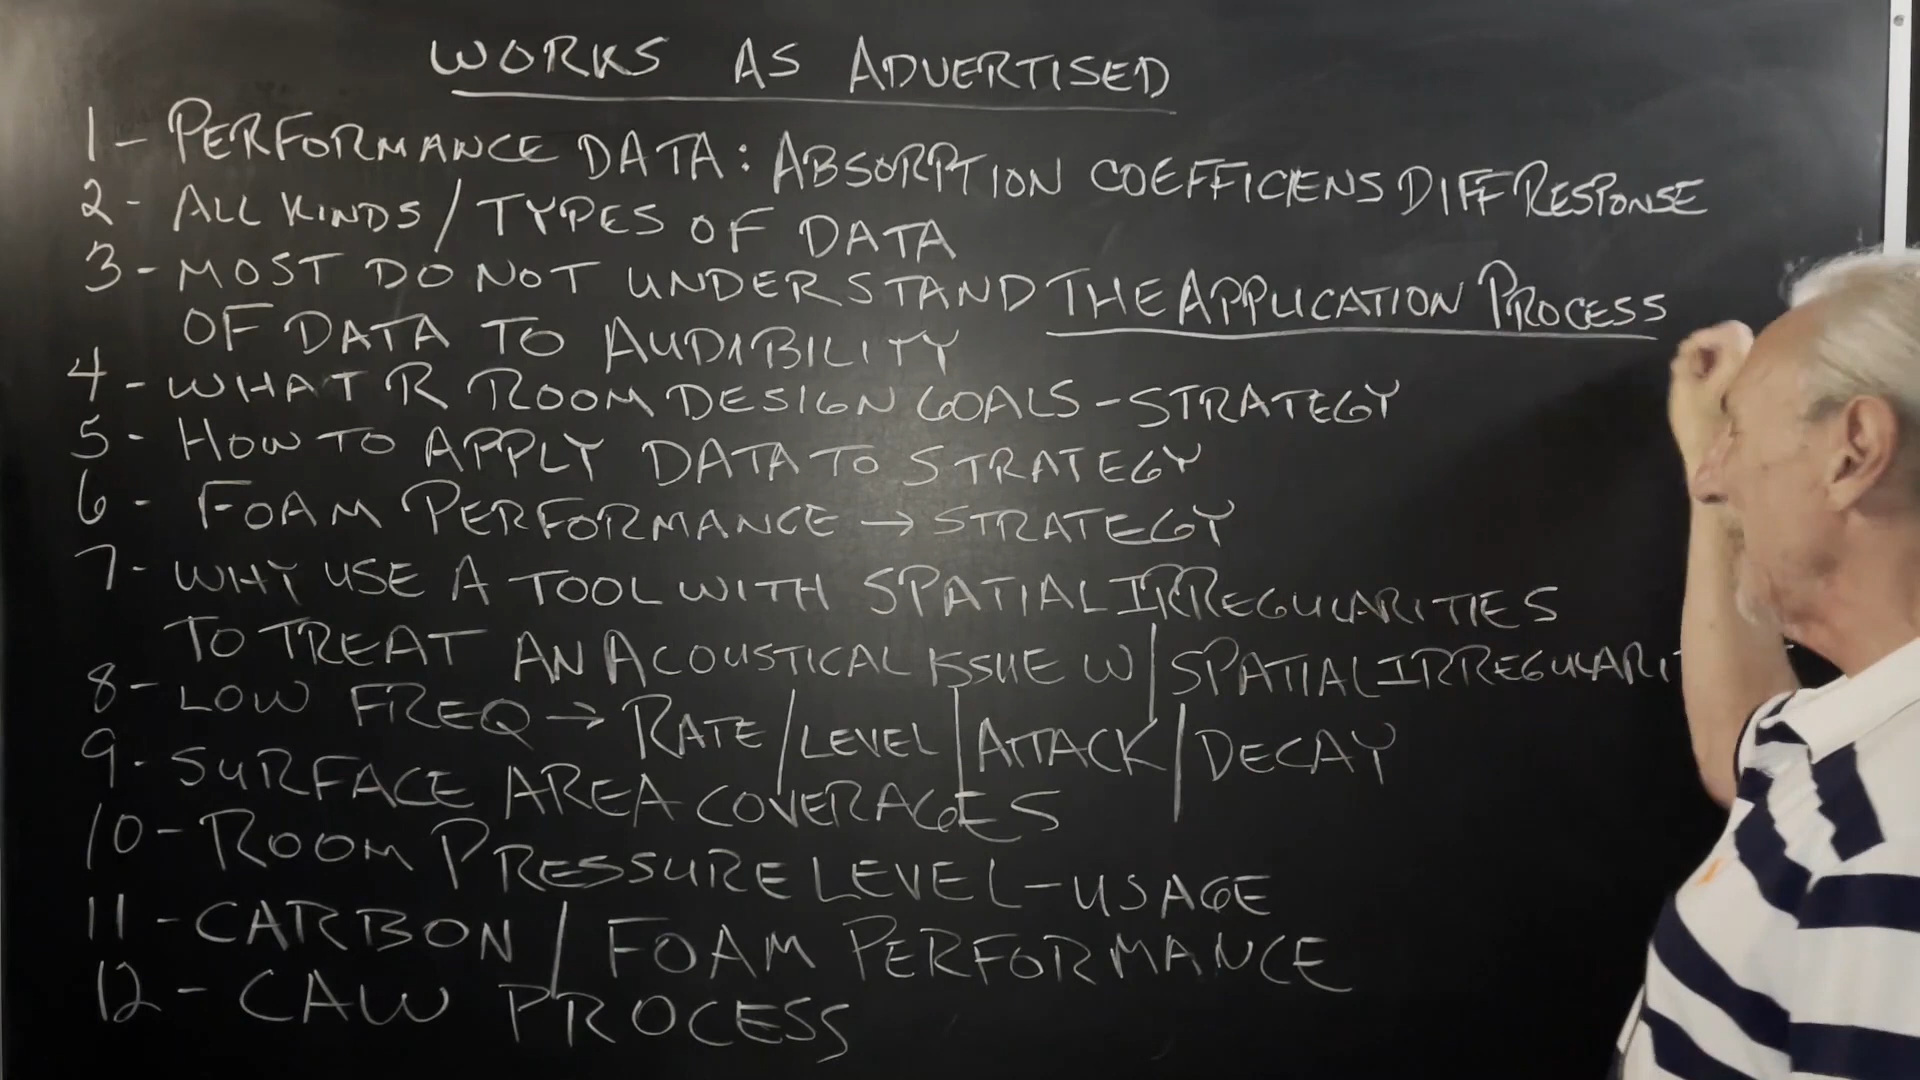 WORKS AS ADVERTISED
1- PERFORMANCE DATA: ABSORPTION COEFFICIENS DIFF RESPONSE
2- ALL KINDS/TYPES OF DATA
3- MOST DO NOT UNDERSTAND THE APPLICATION PROCESS
OF DATA TO AUDIBILITY
4- WHAT R ROOM DESIGN GOALS-STRATEGY
5- HOW TO APPLY DATA TO STRATEGY
6- FOAM PERFORMANCE → STRATEGY
7- WHY USE A TOOL WITH SPATIAL IRREGULARITIES
TO TREAT AN ACOUSTICAL ISSUE W/ SPATIAL IRREGULARIT
8- LOW FREQ → RATE/LEVEL/ATTACK/DECAY
9- SURFACE AREA COVERAGES
10- ROOM PRESSURE LEVEL-USAGE
11- CARBON/FOAM PERFORMANCE
12- CAW PROCESS